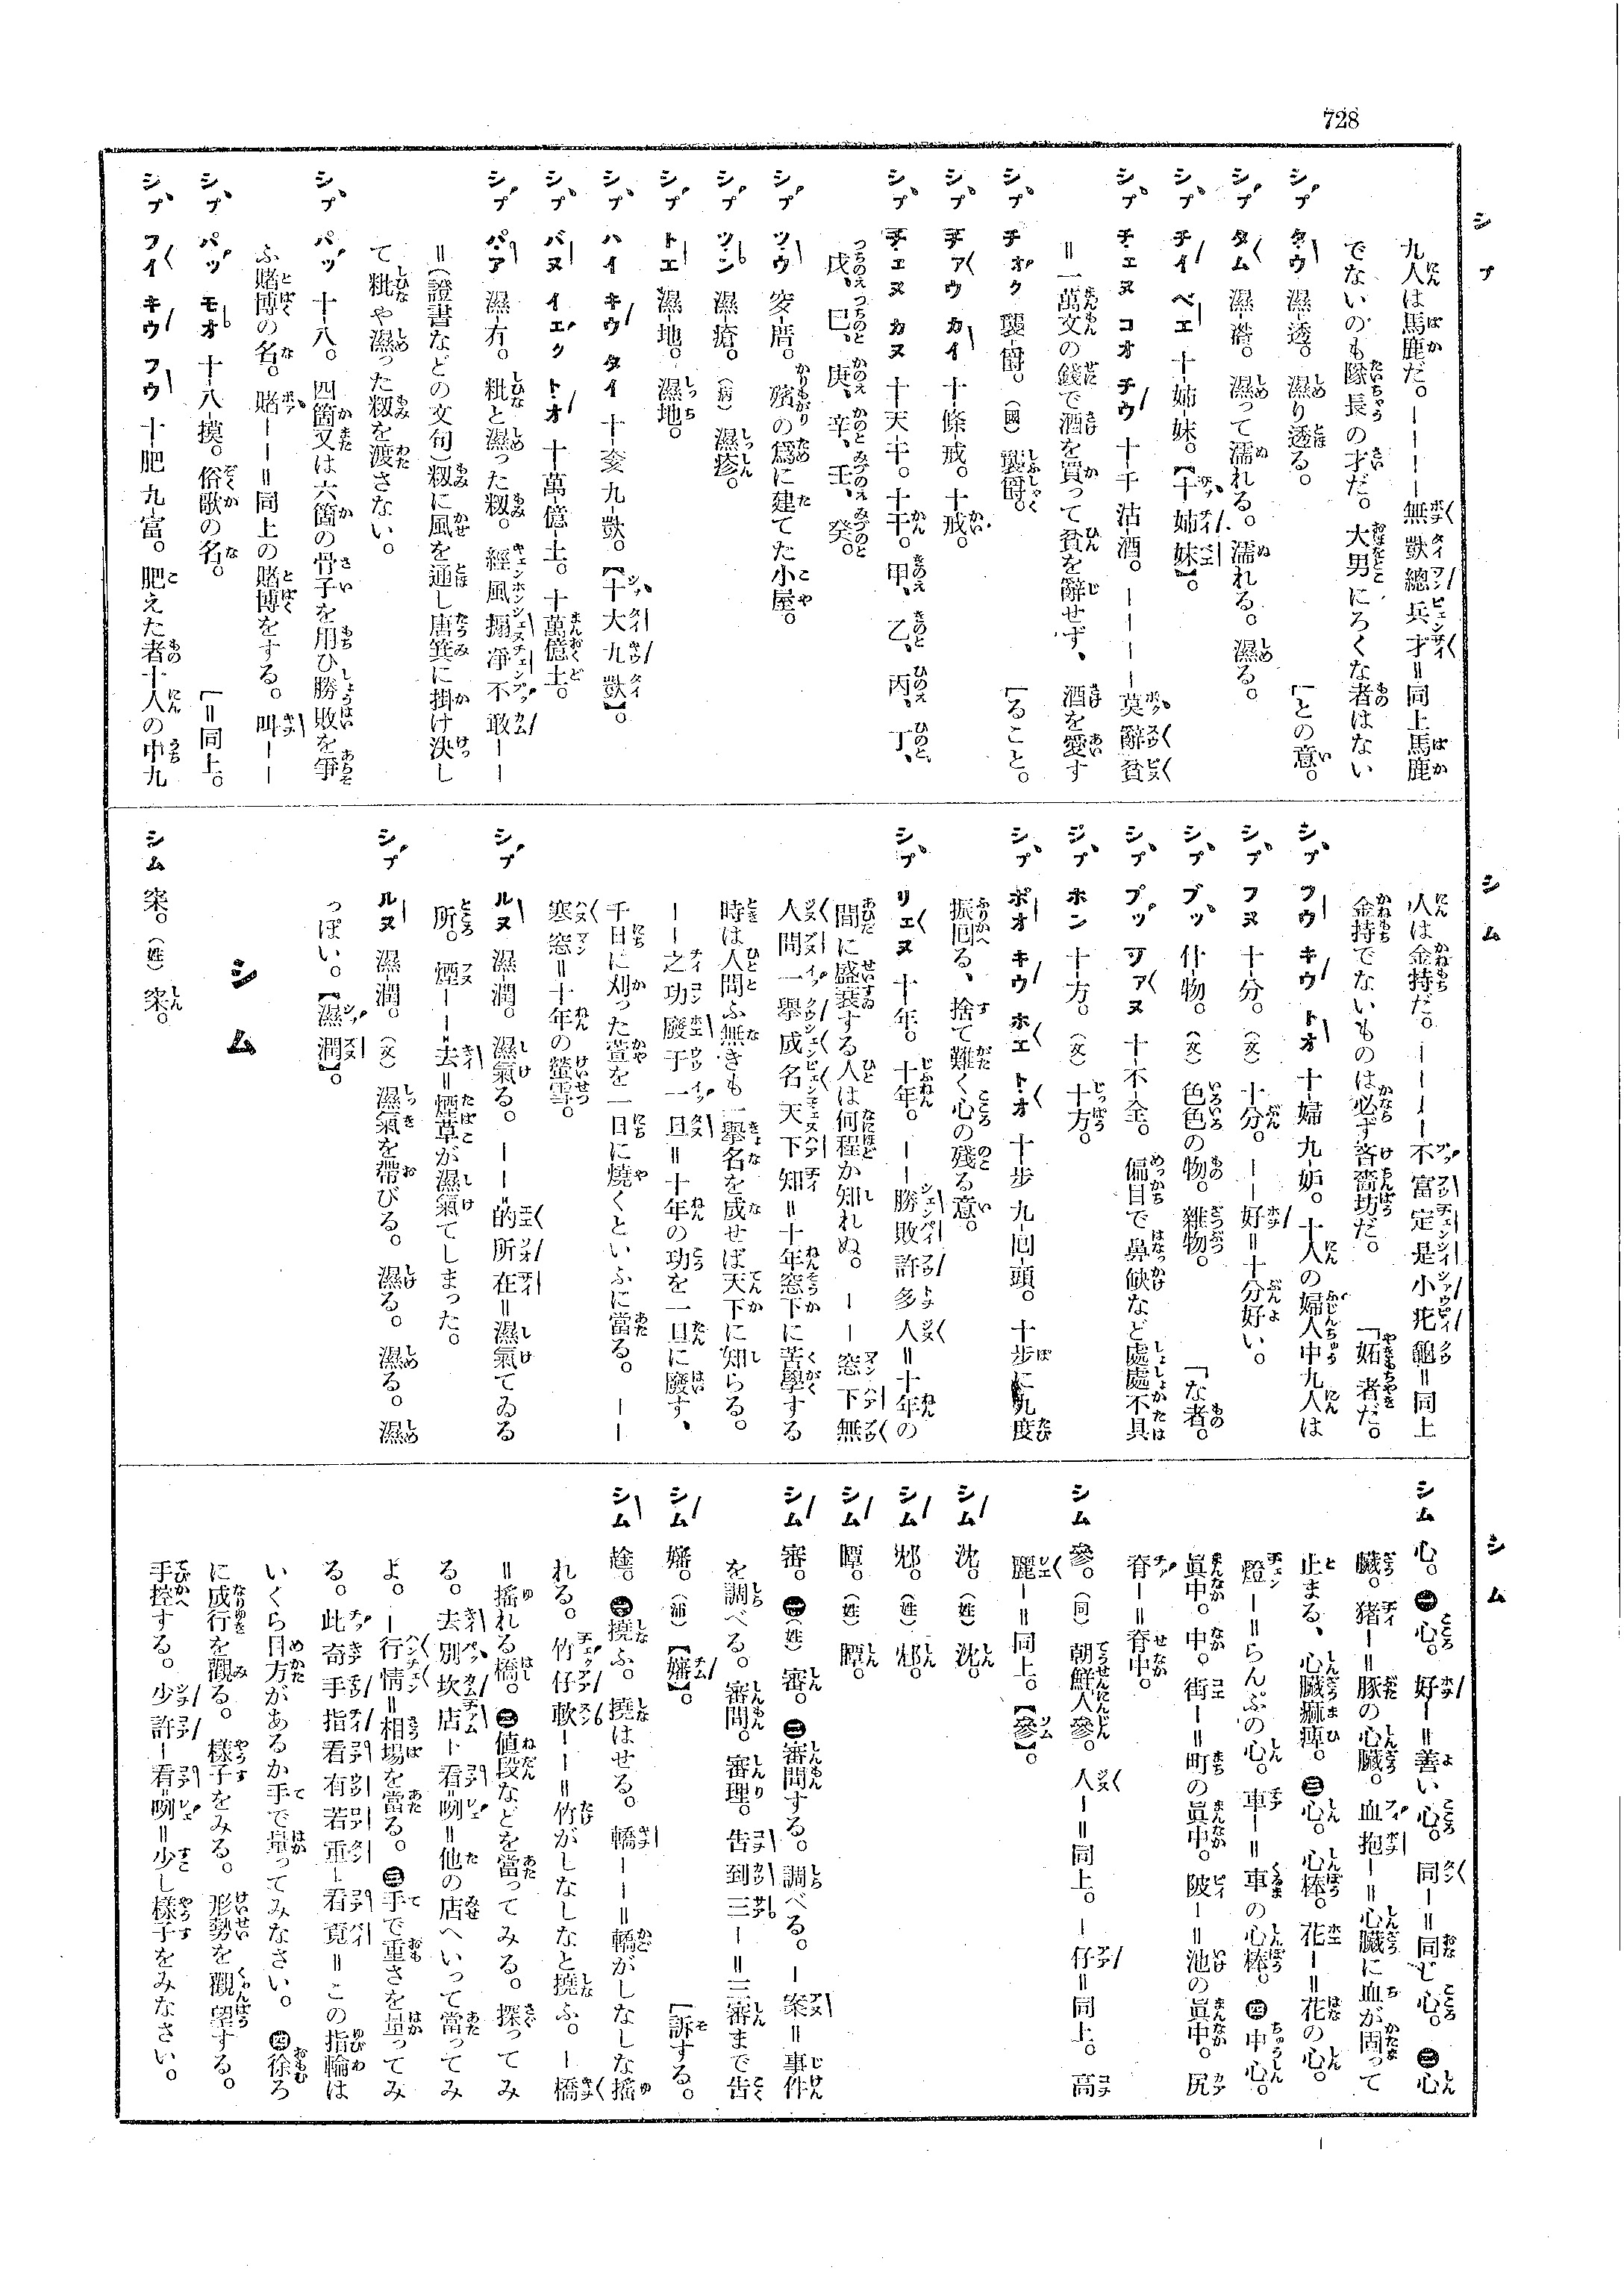 728
シプ
シム
シム
九人は馬鹿だ。――――無獃總兵才＝同上馬鹿
でないのも隊長の才だ。大男にろくな者はない
［との意。
シプ タウ 濕-透。濕り透る。
シプ タム 濕-〓。濕って濡れる。濡れる。濕る。
シプ チイ ベエ 十-姉-妹。【十姉妹】。
シプ チェヌ コオ チウ 十-千 沽-酒。――――莫辭貧
＝一萬文の錢で酒を買って貧を辭せず、酒を愛す
［ること。
シプ チオク 襲-爵。(國) 襲爵。
シプ チアウ カイ 十-條-戒。十戒。
シプ チェヌ カヌ 十-天-干。十干。甲、乙、丙、丁、
戊、己、庚、辛、壬、癸。
シプ ツウ 窆-厝。殯の爲に建てた小屋。
シプ ツン 濕-瘡。(病) 濕疹。
シプ トエ 濕-地。濕地。
シプ ハイ キウ タイ 十-〓 九-獃。【十大九獃】。
シプ バヌ イェク トオ 十-萬-億-土。十萬億土。
シプ パア 濕-冇。粃と濕った籾。經風搧淨不敢――
＝(證書などの文句)籾に風を通し唐箕に掛け決し
て粃や濕った籾を渡さない。
シプ パッ 十-八。四箇又は六箇の骨子を用ひ勝敗を爭
ふ賭博の名。賭――＝同上の賭博をする。叫――
［＝同上。
シプ パッ モオ 十-八-摸。俗歌の名。
シプ フイ キウ フウ 十-肥 九-富。肥えた者十人の中九
人は金持だ。――――不富定是小疕龜＝同上
金持でないものは必ず吝嗇坊だ。
［妬者だ。
シプ フウ キウ トオ 十-婦 九-妬。十人の婦人中九人は
シプ フヌ 十-分。(文) 十分。――好＝十分好い。
シプ ブッ 什-物。(文) 色色の物。雜物。
［な者。
シプ プッ ツァヌ 十-不-全。偏目で鼻缺など處處不具
シプ ホン 十-方。(文) 十方。
シプ ポオ キウ ホエ トオ 十-步 九-囘-頭。十步に九度
振囘る、捨て難く心の殘る意。
シプ リェヌ 十-年。十年。――勝敗許多人＝十年の
間に盛衰する人は何程か知れぬ。――窓下無
人問一擧成名天下知＝十年窓下に苦學する
時は人問ふ無きも一擧名を成せば天下に知らる。
――之功廢于一旦＝十年の功を一旦に廢す、
千日に刈った萱を一日に燒くといふに當る。――
寒窓＝十年の螢雪。
シプ ルヌ 濕-潤。濕氣る。――的所在＝濕氣てゐる
所。煙――去＝煙草が濕氣てしまった。
シプ ルヌ 濕-潤。(文) 濕氣を帶びる。濕る。濕る。濕
っぽい。【濕潤】。
シム
シム 寀。(姓) 寀。
シム 心。㊀心。好―＝善い心。同―＝同じ心。㊁心
臟。猪―＝豚の心臟。血抱―＝心臟に血が固って
止まる、心臟痲痺。㊂心。心棒。花―＝花の心。
燈―＝らんぷの心。車―＝車の心棒。㊃中心。
眞中。中。街―＝町の眞中。陂―＝池の眞中。尻
脊―＝脊中。
シム 參。(同) 朝鮮人參。人―＝同上。―仔＝同上。高
麗―＝同上。【參】。
シム 沈。(姓) 沈。
シム 邥。(姓) 邥。
シム 瞫。(姓) 瞫。
シム 審。㊀(姓) 審。㊁審問する。調べる。―案＝事件
を調べる。審問。審理。告到三―＝三審まで告
［訴する。
シム 嬸。(浦) 【嬸】。
シム 〓。㊀撓ふ。撓はせる。轎――＝轎がしなしな搖
れる。竹仔軟――＝竹がしなしなと撓ふ。―橋
＝搖れる橋。㊁値段などを當ってみる。探ってみ
る。去別坎店―看咧＝他の店へいって當ってみ
よ。―行情＝相場を當る。㊂手で重さを量ってみ
る。此奇手指看有若重―看覔＝この指輪は
いくら目方があるか手で量ってみなさい。㊃徐ろ
に成行を觀る。樣子をみる。形勢を觀望する。
手控する。少許―看咧＝少し樣子をみなさい。